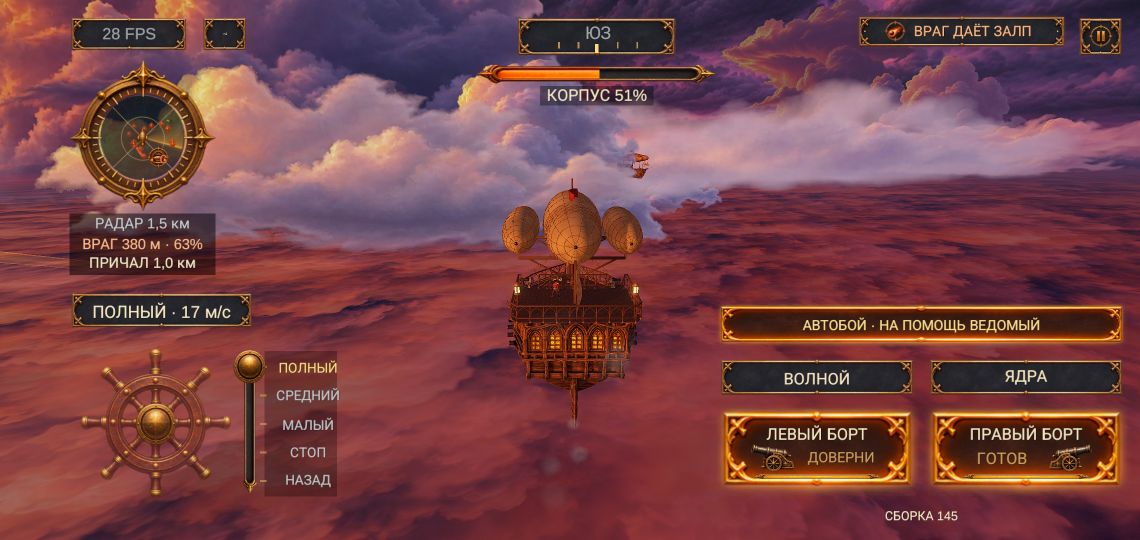 28 FPS
ЮЗ
ВРАГ ДАЁТ ЗАЛП
КОРПУС 51%
РАДАР 1,5 км
ВРАГ 380 м · 63%
ПРИЧАЛ 1,0 км
ПОЛНЫЙ · 17 м/с
ПОЛНЫЙ
СРЕДНИЙ
МАЛЫЙ
СТОП
НАЗАД
АВТОБОЙ · НА ПОМОЩЬ ВЕДОМЫЙ
ВОЛНОЙ
ЯДРА
ЛЕВЫЙ БОРТ
ДОВЕРНИ
ПРАВЫЙ БОРТ
ГОТОВ
СБОРКА 145